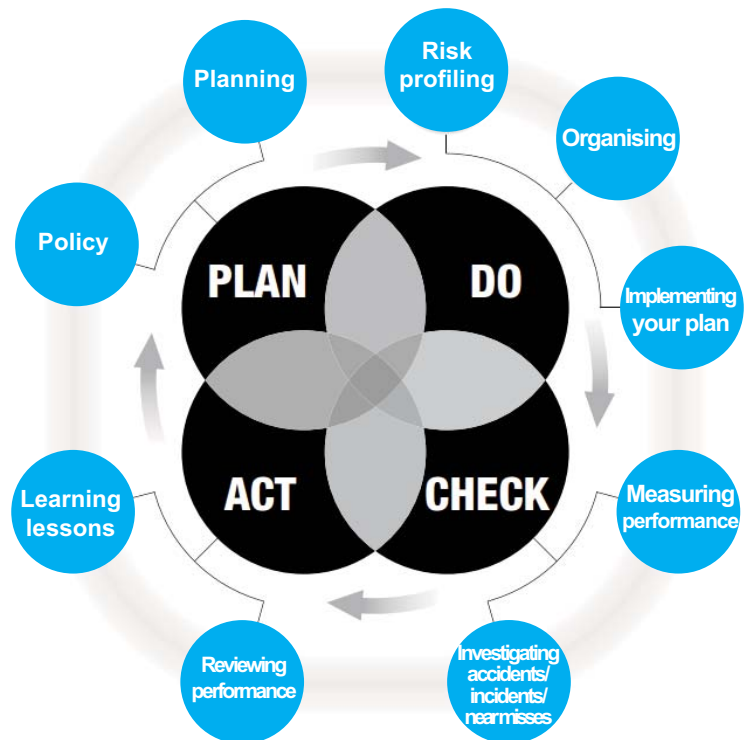 Risk
profiling
Planning
Organising
Policy
PLAN
DO
Implementing
your plan
Learning
lessons
ACT
CHECK
Measuring
performance
Reviewing
performance
Investigating
accidents/
incidents/
nearmisses